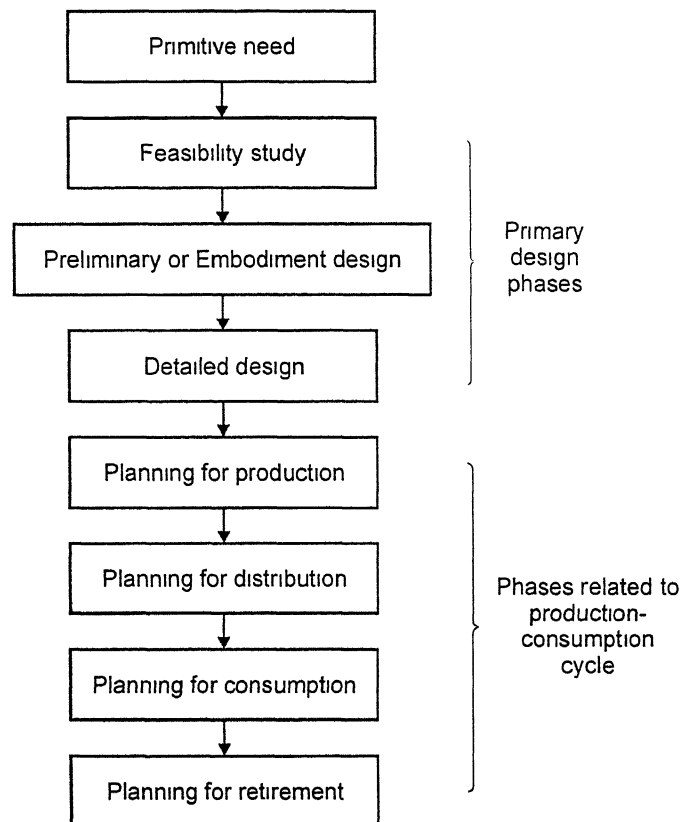 Primitive need
Feasibility study
Preliminary or Embodiment design
Detailed design
Primary
design
phases
Planning for production
Planning for distribution
Planning for consumption
Planning for retirement
Phases related to
production-
consumption
cycle